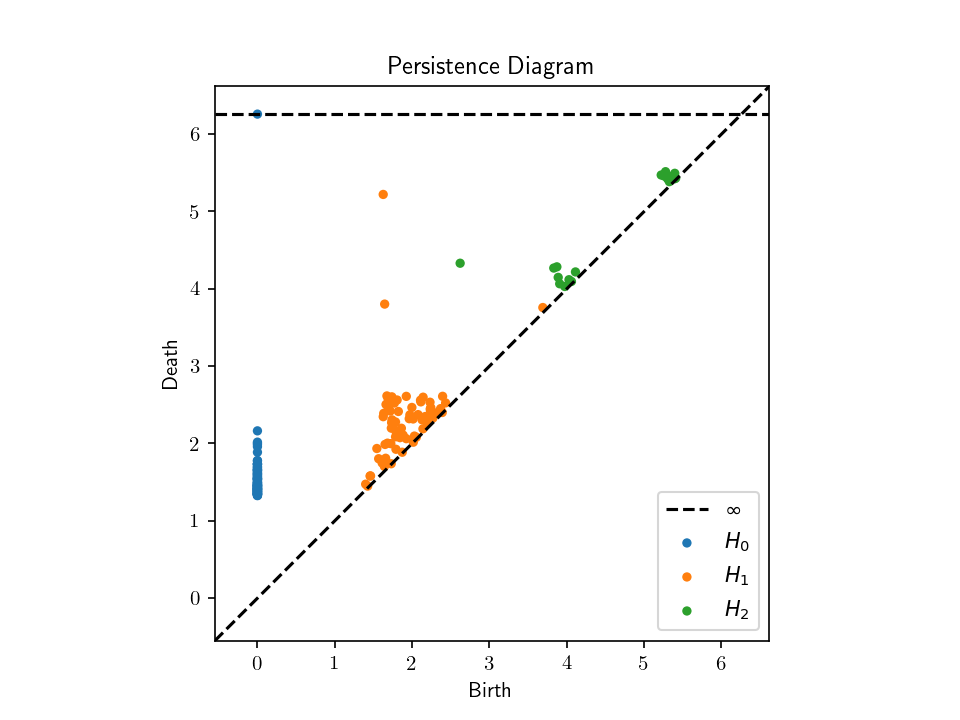 Persistence Diagram
Death
6
5
4
3
2
1
0
0 1 2 3 4 5 6
Birth
∞
H₀
H₁
H₂